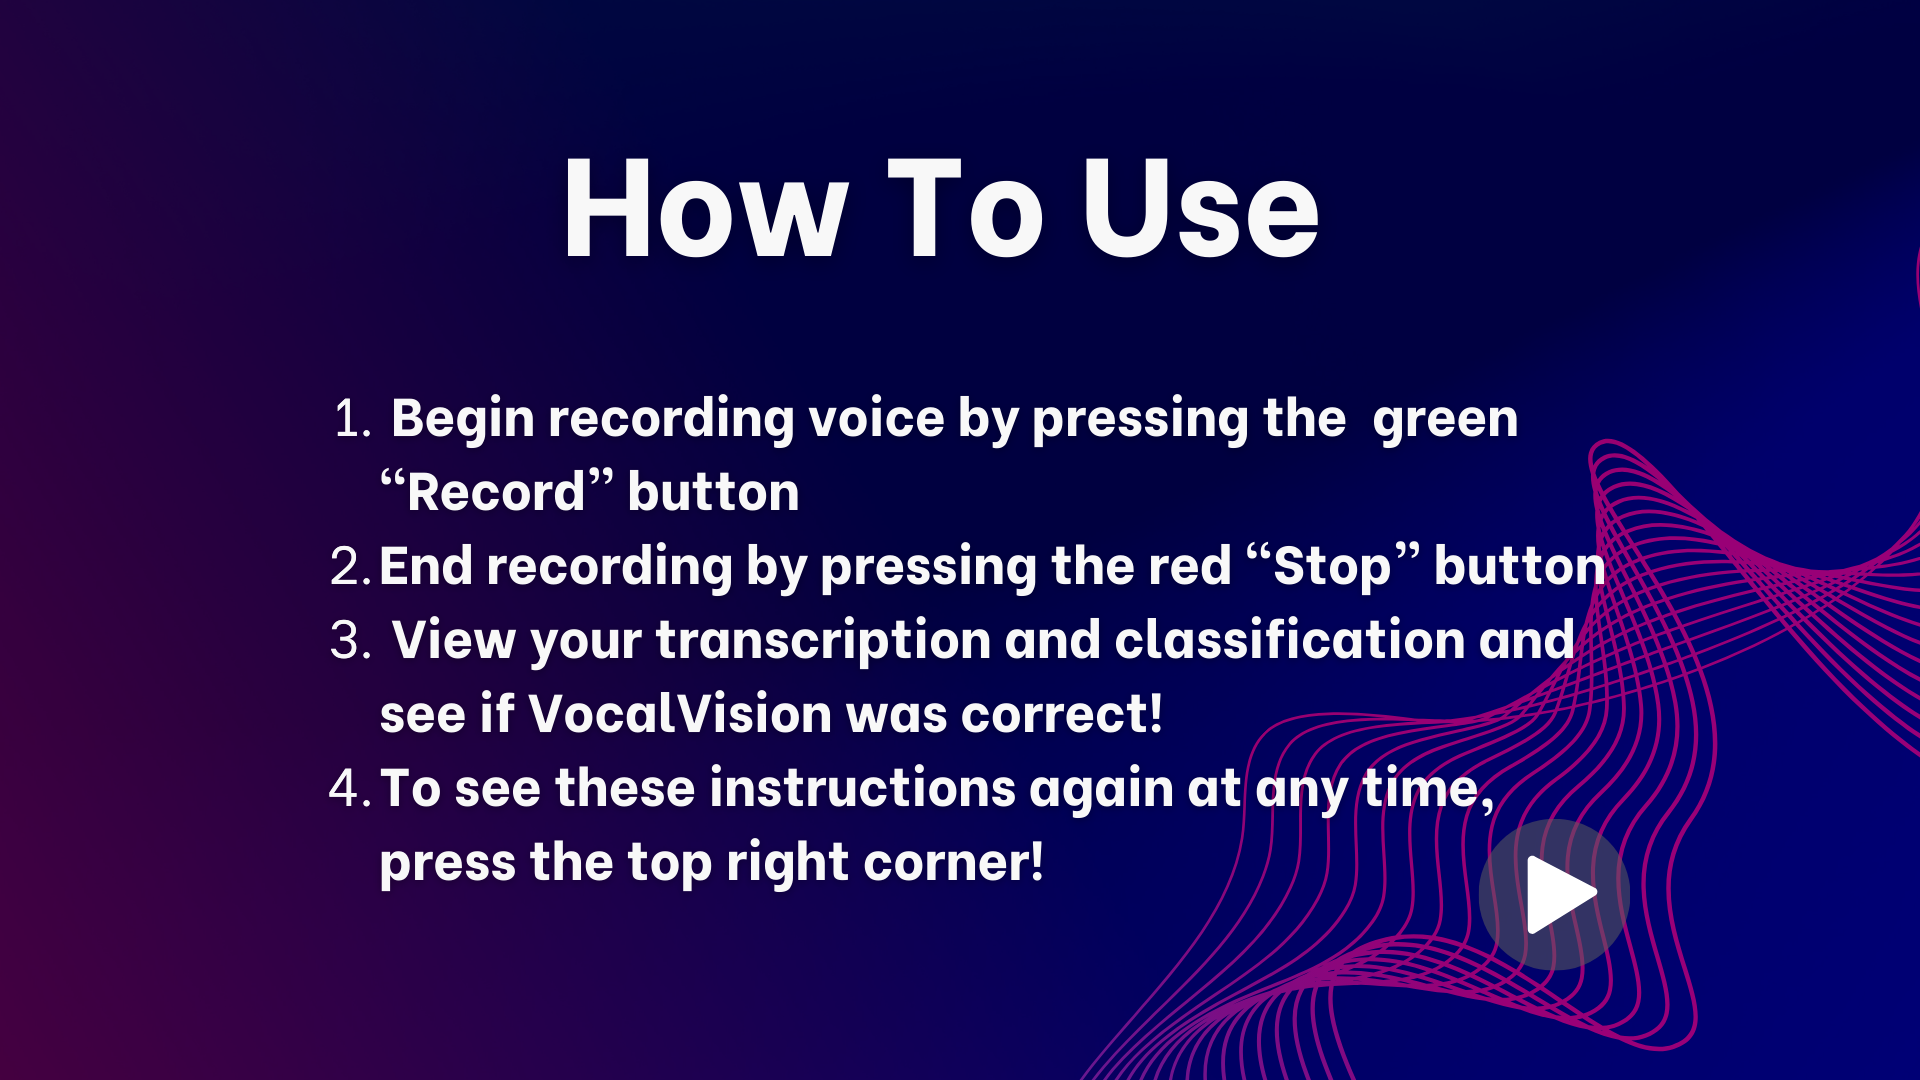 How To Use
1. Begin recording voice by pressing the  green
“Record” button
2. End recording by pressing the red “Stop” button
3. View your transcription and classification and
see if VocalVision was correct!
4. To see these instructions again at any time,
press the top right corner!